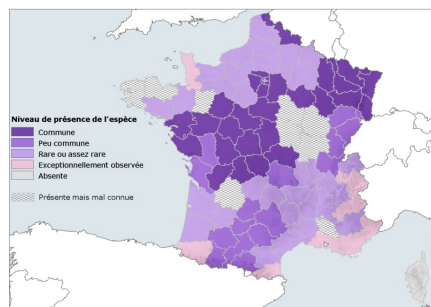 Niveau de présence de l'espèce
Commune
Peu commune
Rare ou assez rare
Exceptionnellement observée
Absente
Présente mais mal connue